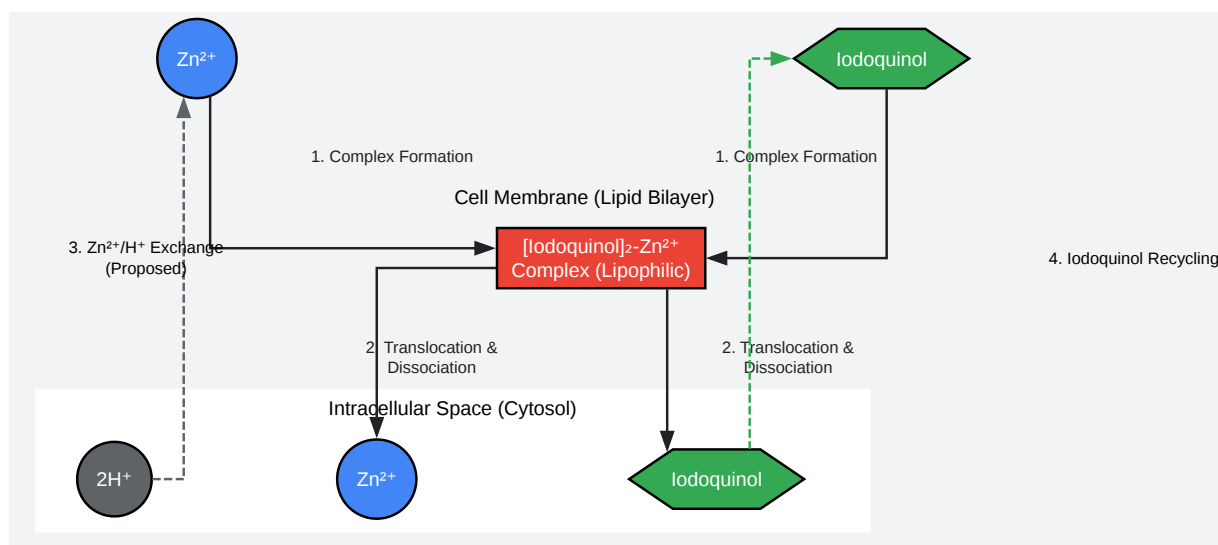 Zn²⁺
Iodoquinol
1. Complex Formation
1. Complex Formation
Cell Membrane (Lipid Bilayer)
[Iodoquinol]₂-Zn²⁺
Complex (Lipophilic)
3. Zn²⁺/H⁺ Exchange
(Proposed)
4. Iodoquinol Recycling
2. Translocation &
Dissociation
2. Translocation &
Dissociation
Intracellular Space (Cytosol)
2H⁺
Zn²⁺
Iodoquinol